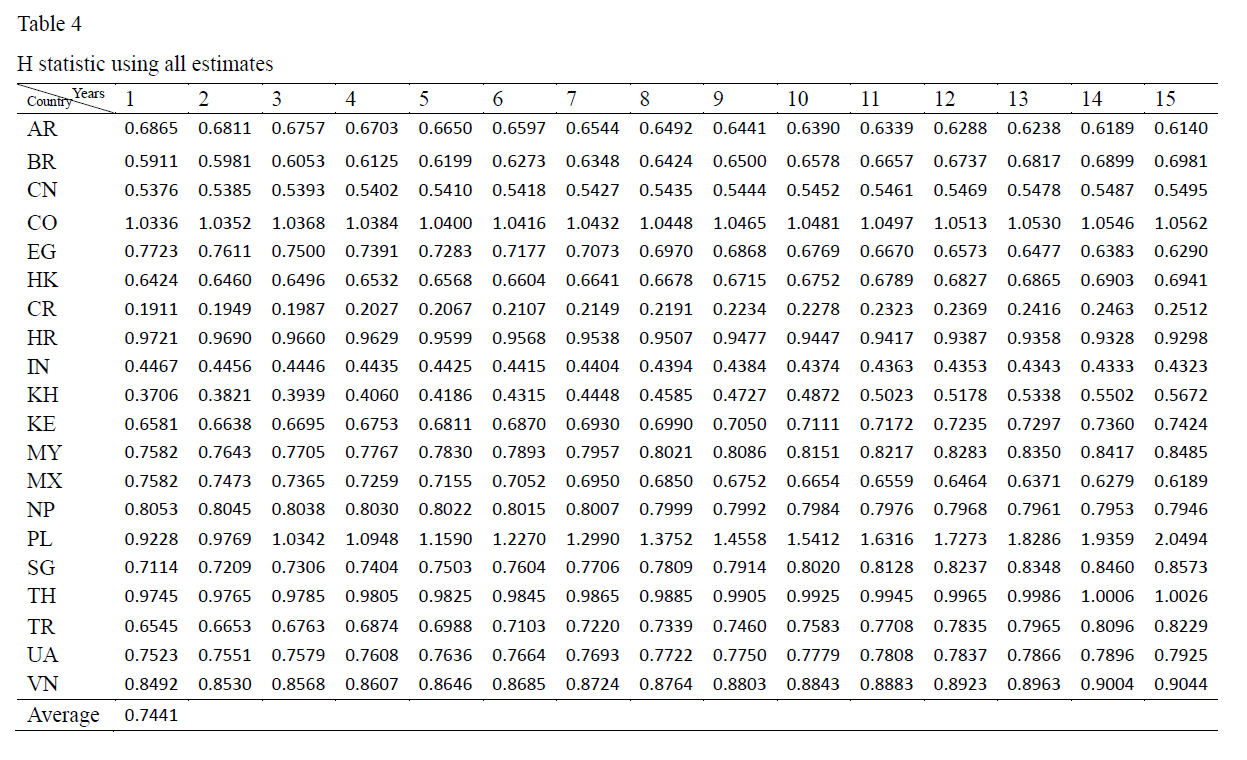 Table 4
H statistic using all estimates
Country Years 1 2 3 4 5 6 7 8 9 10 11 12 13 14 15
AR 0.6865 0.6811 0.6757 0.6703 0.6650 0.6597 0.6544 0.6492 0.6441 0.6390 0.6339 0.6288 0.6238 0.6189 0.6140
BR 0.5911 0.5981 0.6053 0.6125 0.6199 0.6273 0.6348 0.6424 0.6500 0.6578 0.6657 0.6737 0.6817 0.6899 0.6981
CN 0.5376 0.5385 0.5393 0.5402 0.5410 0.5418 0.5427 0.5435 0.5444 0.5452 0.5461 0.5469 0.5478 0.5487 0.5495
CO 1.0336 1.0352 1.0368 1.0384 1.0400 1.0416 1.0432 1.0448 1.0465 1.0481 1.0497 1.0513 1.0530 1.0546 1.0562
EG 0.7723 0.7611 0.7500 0.7391 0.7283 0.7177 0.7073 0.6970 0.6868 0.6769 0.6670 0.6573 0.6477 0.6383 0.6290
HK 0.6424 0.6460 0.6496 0.6532 0.6568 0.6604 0.6641 0.6678 0.6715 0.6752 0.6789 0.6827 0.6865 0.6903 0.6941
CR 0.1911 0.1949 0.1987 0.2027 0.2067 0.2107 0.2149 0.2191 0.2234 0.2278 0.2323 0.2369 0.2416 0.2463 0.2512
HR 0.9721 0.9690 0.9660 0.9629 0.9599 0.9568 0.9538 0.9507 0.9477 0.9447 0.9417 0.9387 0.9358 0.9328 0.9298
IN 0.4467 0.4456 0.4446 0.4435 0.4425 0.4415 0.4404 0.4394 0.4384 0.4374 0.4363 0.4353 0.4343 0.4333 0.4323
KH 0.3706 0.3821 0.3939 0.4060 0.4186 0.4315 0.4448 0.4585 0.4727 0.4872 0.5023 0.5178 0.5338 0.5502 0.5672
KE 0.6581 0.6638 0.6695 0.6753 0.6811 0.6870 0.6930 0.6990 0.7050 0.7111 0.7172 0.7235 0.7297 0.7360 0.7424
MY 0.7582 0.7643 0.7705 0.7767 0.7830 0.7893 0.7957 0.8021 0.8086 0.8151 0.8217 0.8283 0.8350 0.8417 0.8485
MX 0.7582 0.7473 0.7365 0.7259 0.7155 0.7052 0.6950 0.6850 0.6752 0.6654 0.6559 0.6464 0.6371 0.6279 0.6189
NP 0.8053 0.8045 0.8038 0.8030 0.8022 0.8015 0.8007 0.7999 0.7992 0.7984 0.7976 0.7968 0.7961 0.7953 0.7946
PL 0.9228 0.9769 1.0342 1.0948 1.1590 1.2270 1.2990 1.3752 1.4558 1.5412 1.6316 1.7273 1.8286 1.9359 2.0494
SG 0.7114 0.7209 0.7306 0.7404 0.7503 0.7604 0.7706 0.7809 0.7914 0.8020 0.8128 0.8237 0.8348 0.8460 0.8573
TH 0.9745 0.9765 0.9785 0.9805 0.9825 0.9845 0.9865 0.9885 0.9905 0.9925 0.9945 0.9965 0.9986 1.0006 1.0026
TR 0.6545 0.6653 0.6763 0.6874 0.6988 0.7103 0.7220 0.7339 0.7460 0.7583 0.7708 0.7835 0.7965 0.8096 0.8229
UA 0.7523 0.7551 0.7579 0.7608 0.7636 0.7664 0.7693 0.7722 0.7750 0.7779 0.7808 0.7837 0.7866 0.7896 0.7925
VN 0.8492 0.8530 0.8568 0.8607 0.8646 0.8685 0.8724 0.8764 0.8803 0.8843 0.8883 0.8923 0.8963 0.9004 0.9044
Average 0.7441